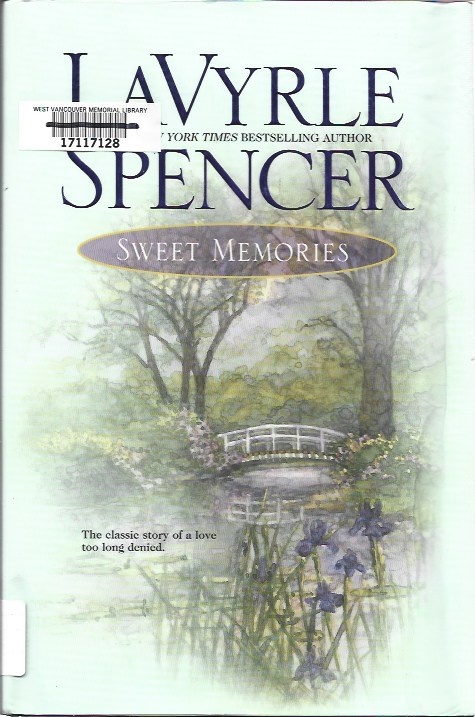 LAVYRLE
WEST VANCOUVER MEMORIAL LIBRARY
17117128
YORK TIMES BESTSELLING AUTHOR
SPENCER
SWEET MEMORIES
The classic story of a love
too long denied.